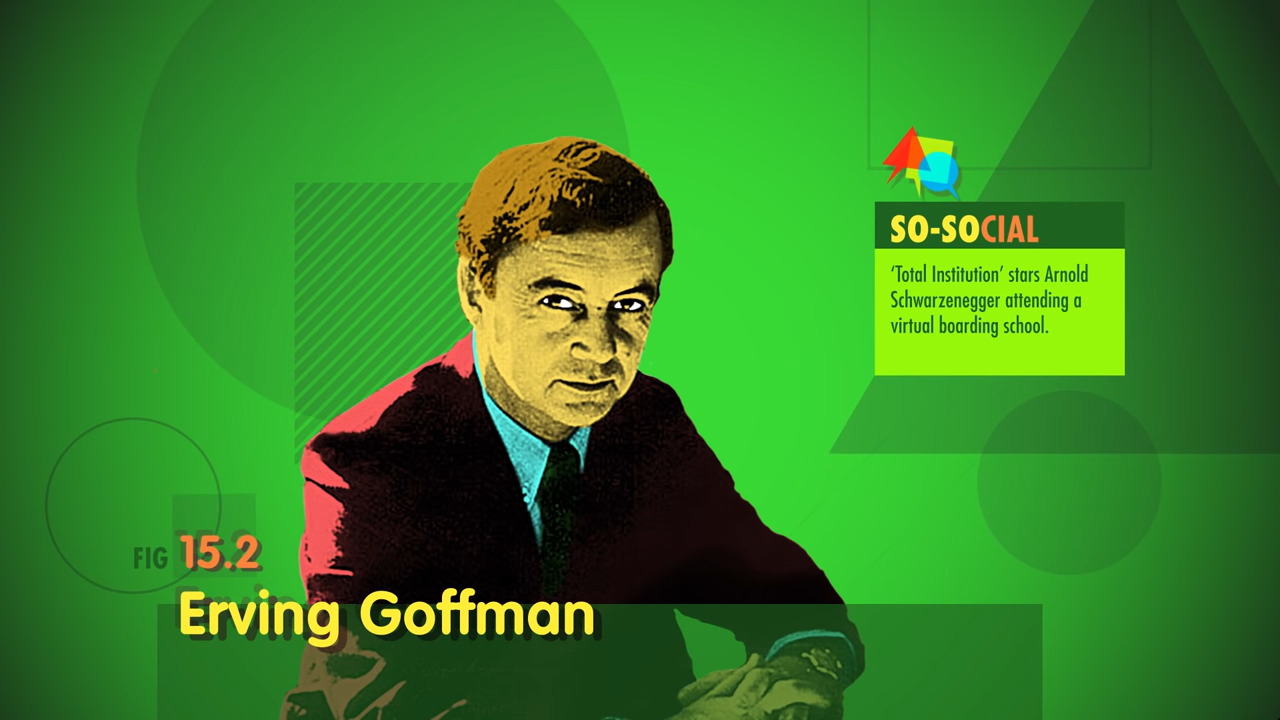 SO-SOCIAL
‘Total Institution’ stars Arnold
Schwarzenegger attending a
virtual boarding school.
FIG 15.2
Erving Goffman